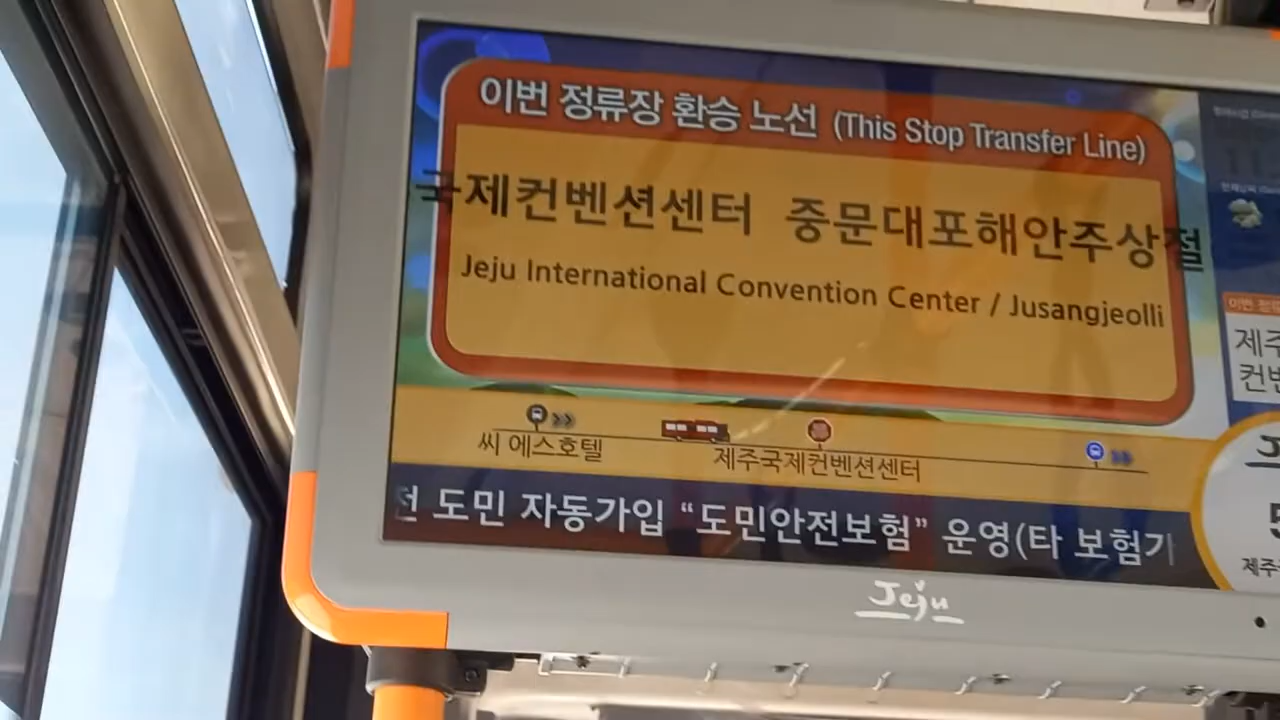 이번 정류장 환승 노선 (This Stop Transfer Line)
국제컨벤션센터 중문대포해안주상절
Jeju International Convention Center / Jusangjeolli
씨 에스호텔
제주국제컨벤션센터
전 도민 자동가입 “도민안전보험” 운영(타 보험가
Jeju